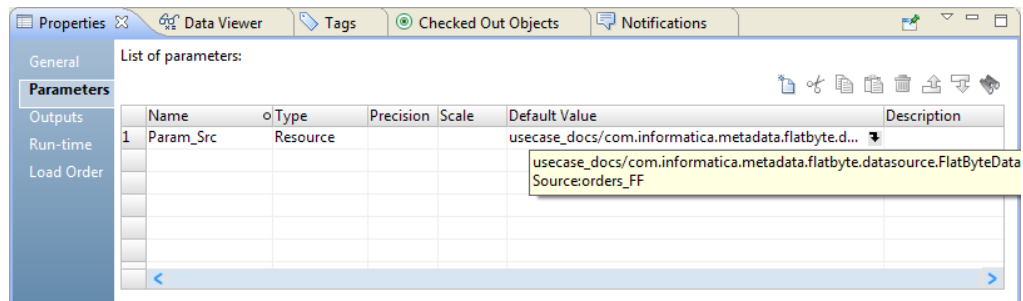 Properties Data Viewer Tags Checked Out Objects Notifications
General
Parameters
Outputs
Run-time
Load Order
List of parameters:
Name Type Precision Scale Default Value Description
1 Param_Src Resource usecase_docs/com.informatica.metadata.flatbyte.d...
usecase_docs/com.informatica.metadata.flatbyte.datasource.FlatByteData
Source:orders_FF